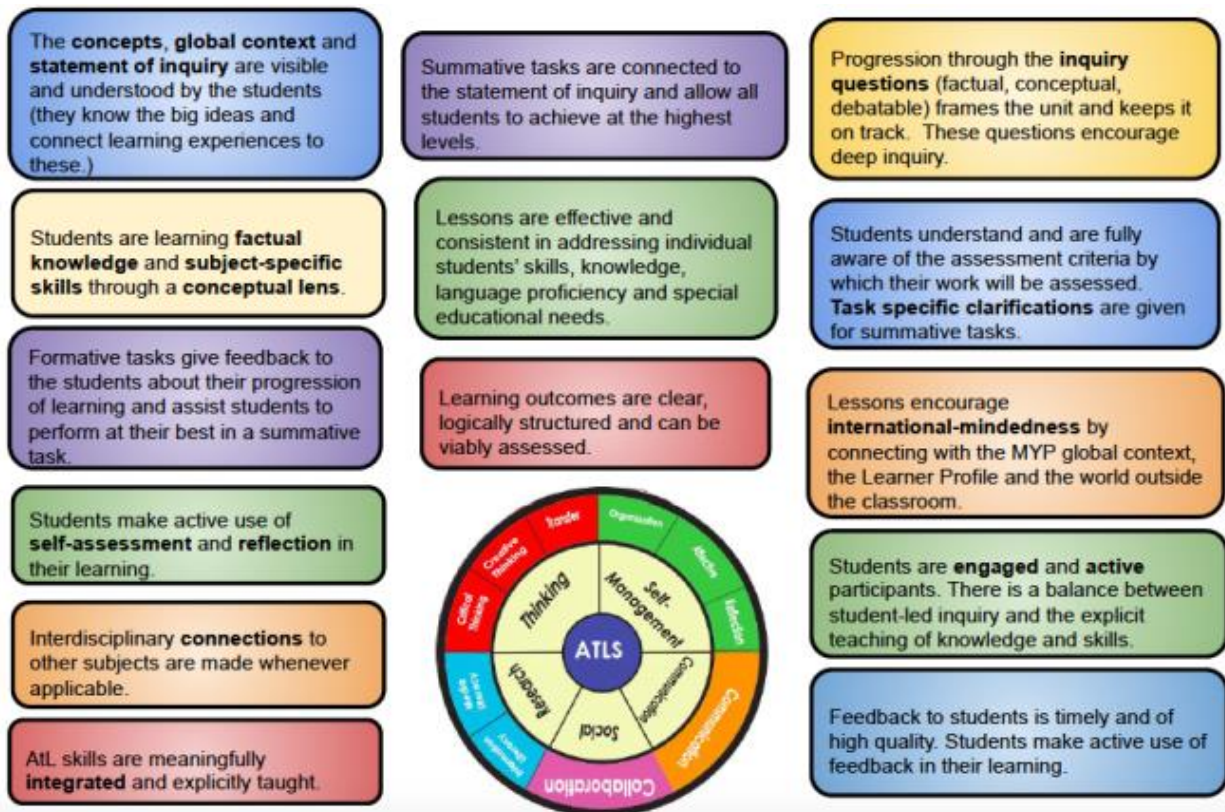 The concepts, global context and
statement of inquiry are visible
and understood by the students
(they know the big ideas and
connect learning experiences to
these.)
Students are learning factual
knowledge and subject-specific
skills through a conceptual lens.
Formative tasks give feedback to
the students about their progression
of learning and assist students to
perform at their best in a summative
task.
Students make active use of
self-assessment and reflection in
their learning.
Interdisciplinary connections to
other subjects are made whenever
applicable.
AtL skills are meaningfully
integrated and explicitly taught.
Summative tasks are connected to
the statement of inquiry and allow all
students to achieve at the highest
levels.
Lessons are effective and
consistent in addressing individual
students' skills, knowledge,
language proficiency and special
educational needs.
Learning outcomes are clear,
logically structured and can be
viably assessed.
ATLS
Thinking
Self-
Management
Communication
Social
Research
Critical
Thinking
Creative
Thinking
Transfer
Organisation
Affective
Reflection
Communication
Collaboration
Information
Literacy
Media
Literacy
Progression through the inquiry
questions (factual, conceptual,
debatable) frames the unit and keeps it
on track. These questions encourage
deep inquiry.
Students understand and are fully
aware of the assessment criteria by
which their work will be assessed.
Task specific clarifications are given
for summative tasks.
Lessons encourage
international-mindedness by
connecting with the MYP global context,
the Learner Profile and the world outside
the classroom.
Students are engaged and active
participants. There is a balance between
student-led inquiry and the explicit
teaching of knowledge and skills.
Feedback to students is timely and of
high quality. Students make active use of
feedback in their learning.